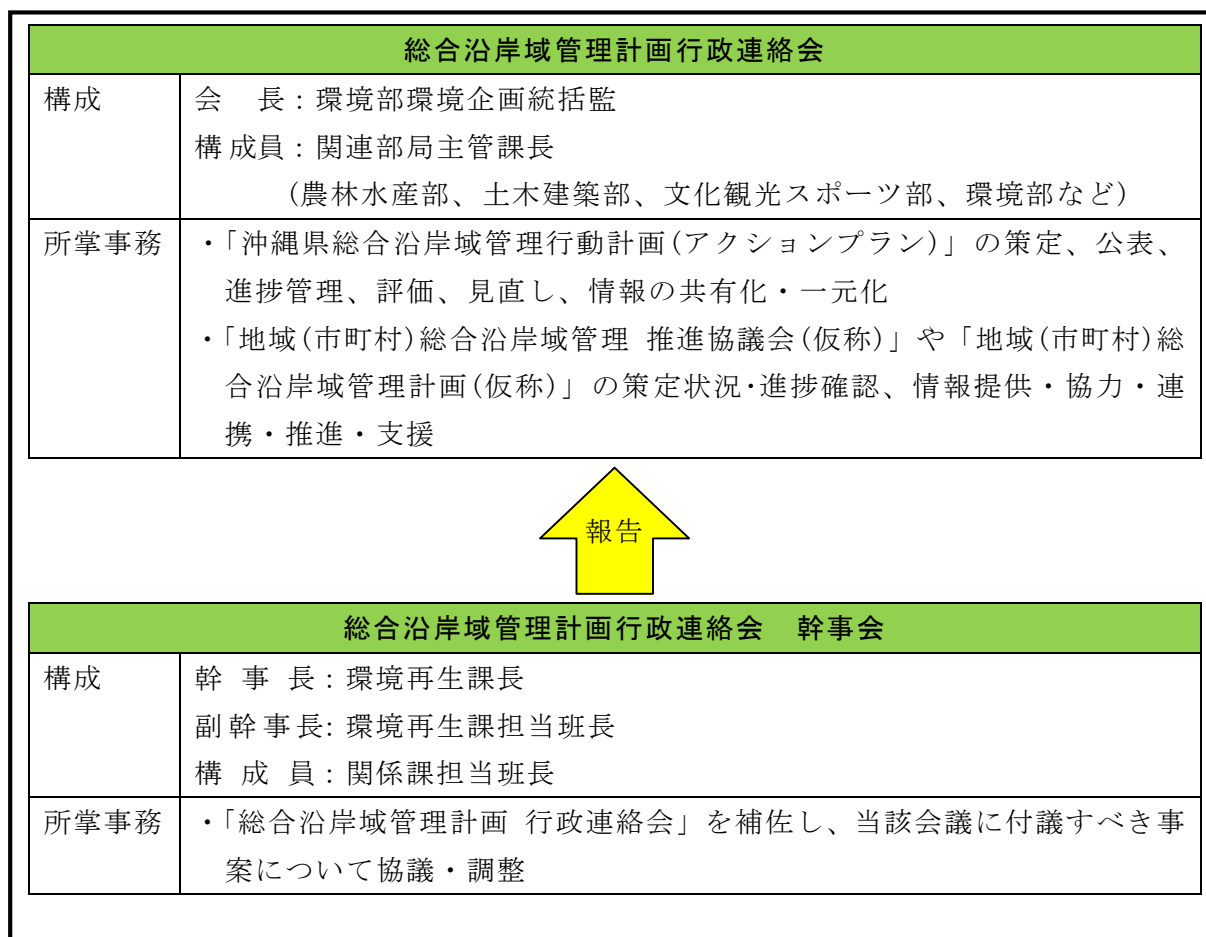 総合沿岸域管理計画行政連絡会
構成
会　長：環境部環境企画統括監
構成員：関連部局主管課長
(農林水産部、土木建築部、文化観光スポーツ部、環境部など)
所掌事務
・「沖縄県総合沿岸域管理行動計画(アクションプラン)」の策定、公表、
進捗管理、評価、見直し、情報の共有化・一元化
・「地域(市町村)総合沿岸域管理 推進協議会(仮称)」や「地域(市町村)総
合沿岸域管理計画(仮称)」の策定状況・進捗確認、情報提供・協力・連
携・推進・支援
報告
総合沿岸域管理計画行政連絡会　幹事会
構成
幹 事 長：環境再生課長
副幹事長：環境再生課担当班長
構 成 員：関係課担当班長
所掌事務
・「総合沿岸域管理計画 行政連絡会」を補佐し、当該会議に付議すべき事
案について協議・調整